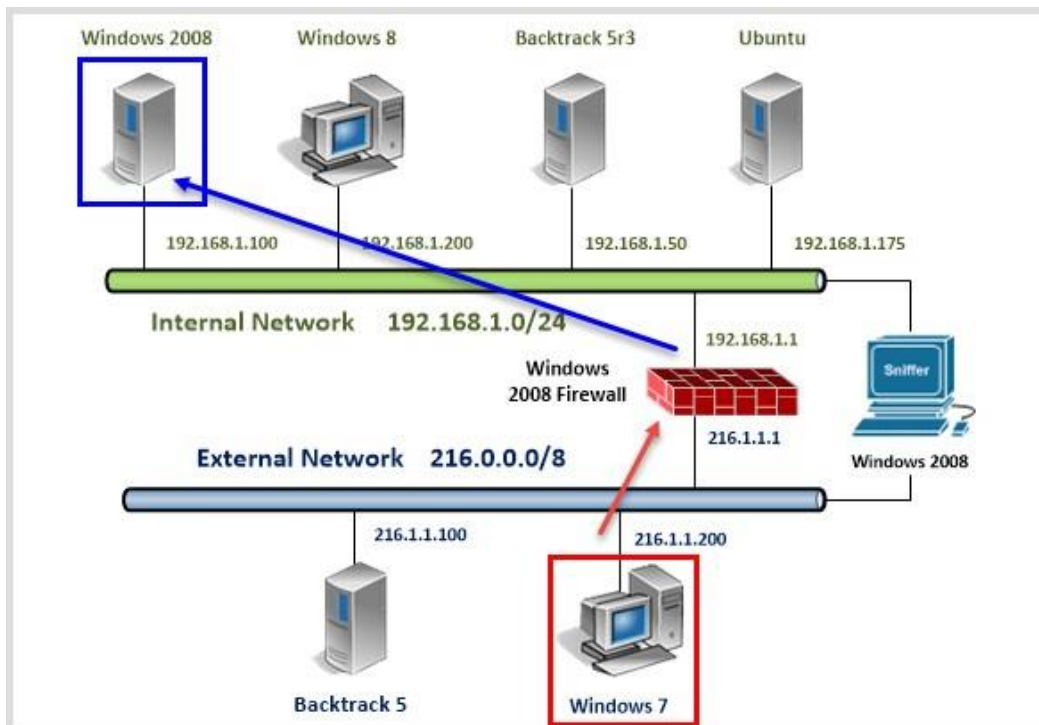 Windows 2008
Windows 8
Backtrack 5r3
Ubuntu
192.168.1.100
192.168.1.200
192.168.1.50
192.168.1.175
Internal Network 192.168.1.0/24
192.168.1.1
Windows
2008 Firewall
Sniffer
216.1.1.1
Windows 2008
External Network 216.0.0.0/8
216.1.1.100
216.1.1.200
Backtrack 5
Windows 7